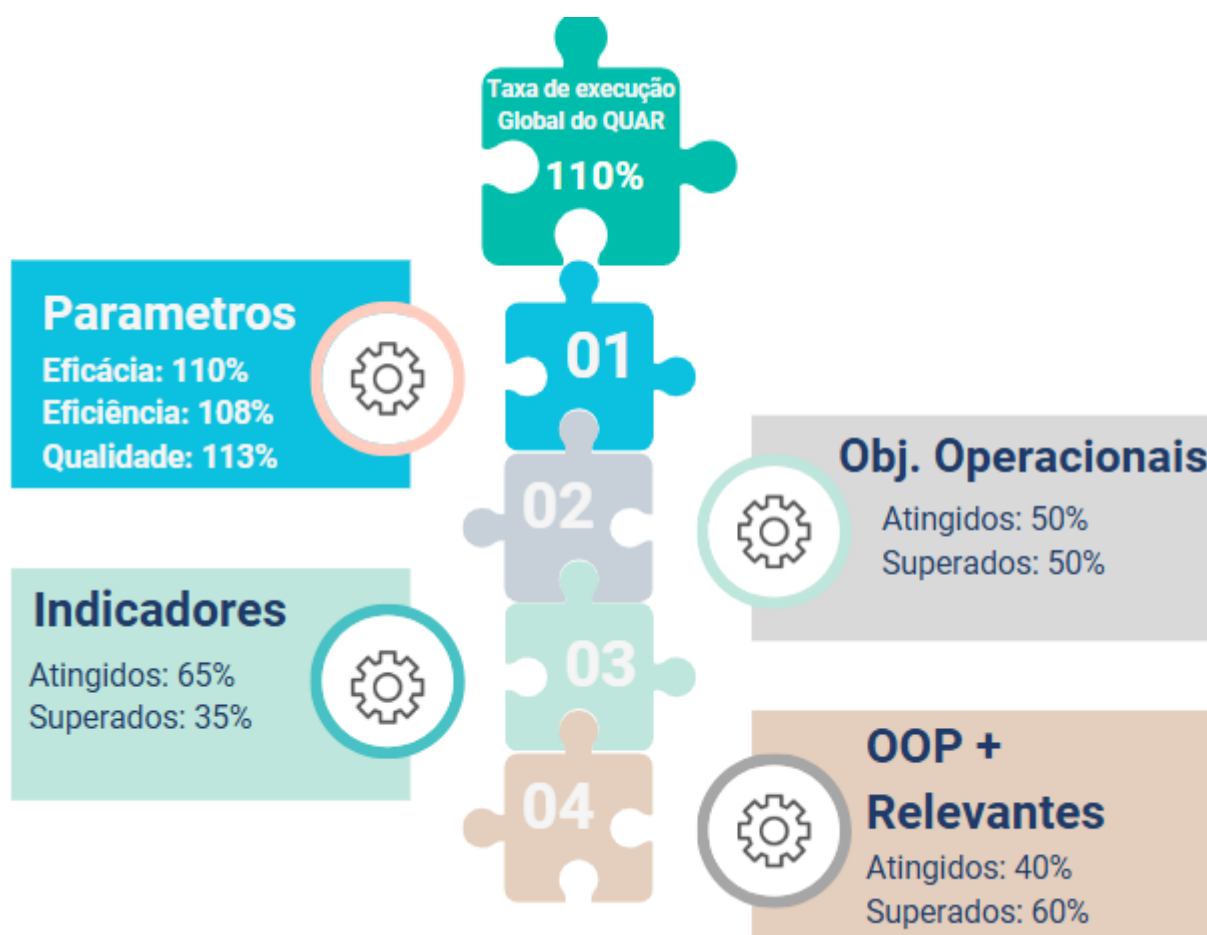 Taxa de execução
Global do QUAR
110%
Parametros
Eficácia: 110%
Eficiência: 108%
Qualidade: 113%
01
02
Obj. Operacionais
Atingidos: 50%
Superados: 50%
Indicadores
Atingidos: 65%
Superados: 35%
03
04
OOP +
Relevantes
Atingidos: 40%
Superados: 60%